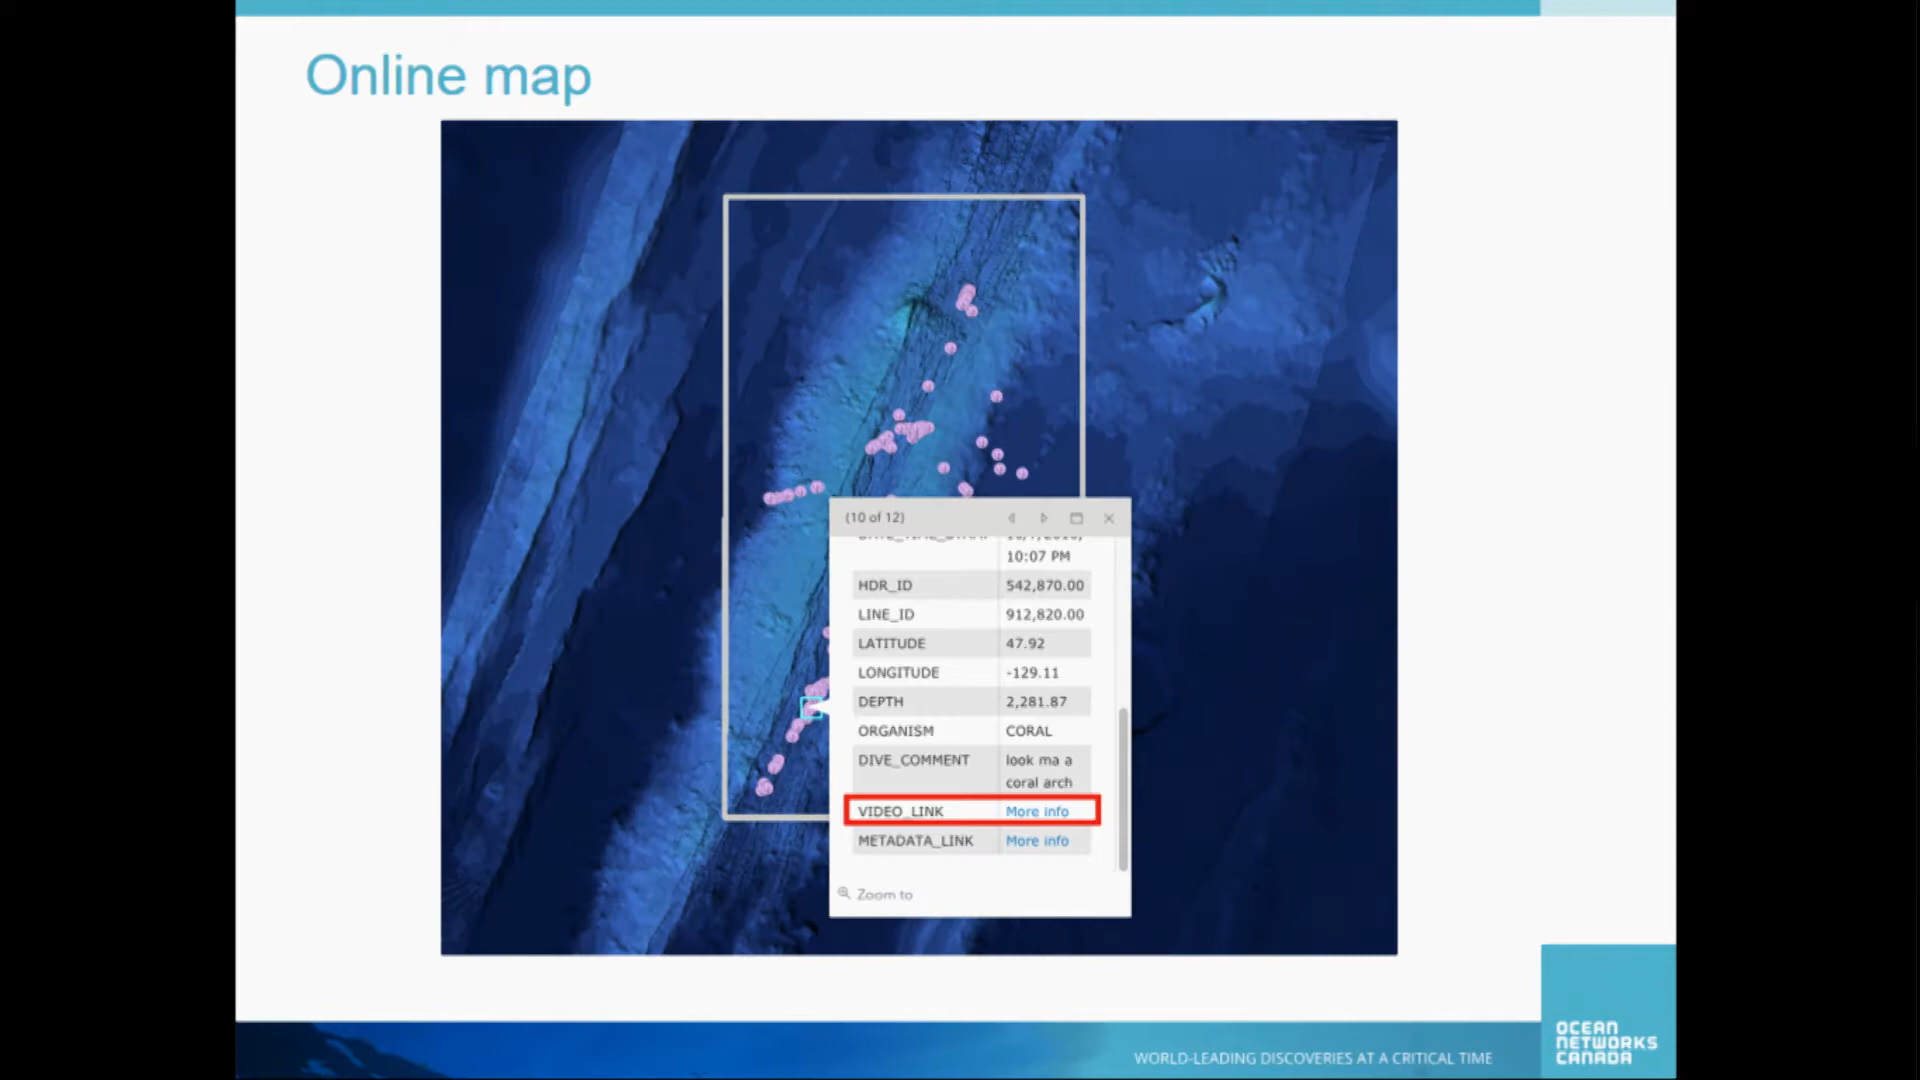 Online map
(10 of 12)
10:07 PM
HDR_ID 542,870.00
LINE_ID 912,820.00
LATITUDE 47.92
LONGITUDE -129.11
DEPTH 2,281.87
ORGANISM CORAL
DIVE_COMMENT look ma a
coral arch
VIDEO_LINK More info
METADATA_LINK More info
Zoom to
WORLD-LEADING DISCOVERIES AT A CRITICAL TIME
OCEAN
NETWORKS
CANADA